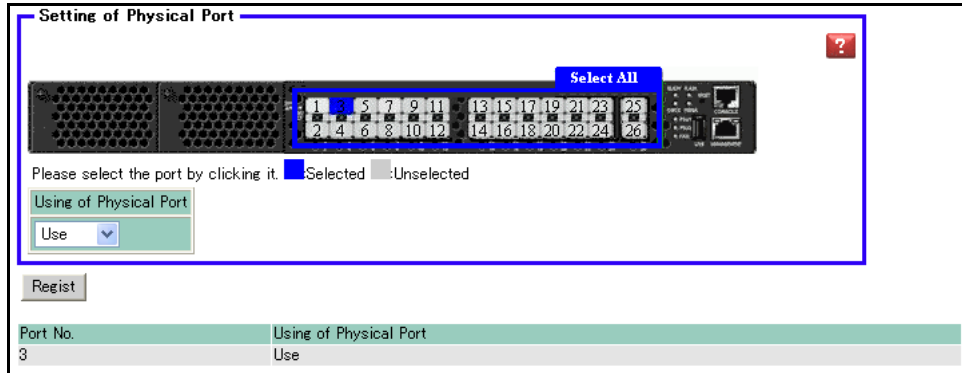 Setting of Physical Port
?
Select All
1 3 5 7 9 11 13 15 17 19 21 23 25
2 4 6 8 10 12 14 16 18 20 22 24 26
CONSOLE
MANAGEMENT
Please select the port by clicking it. :Selected :Unselected
Using of Physical Port
Use
Regist
Port No. Using of Physical Port
3 Use